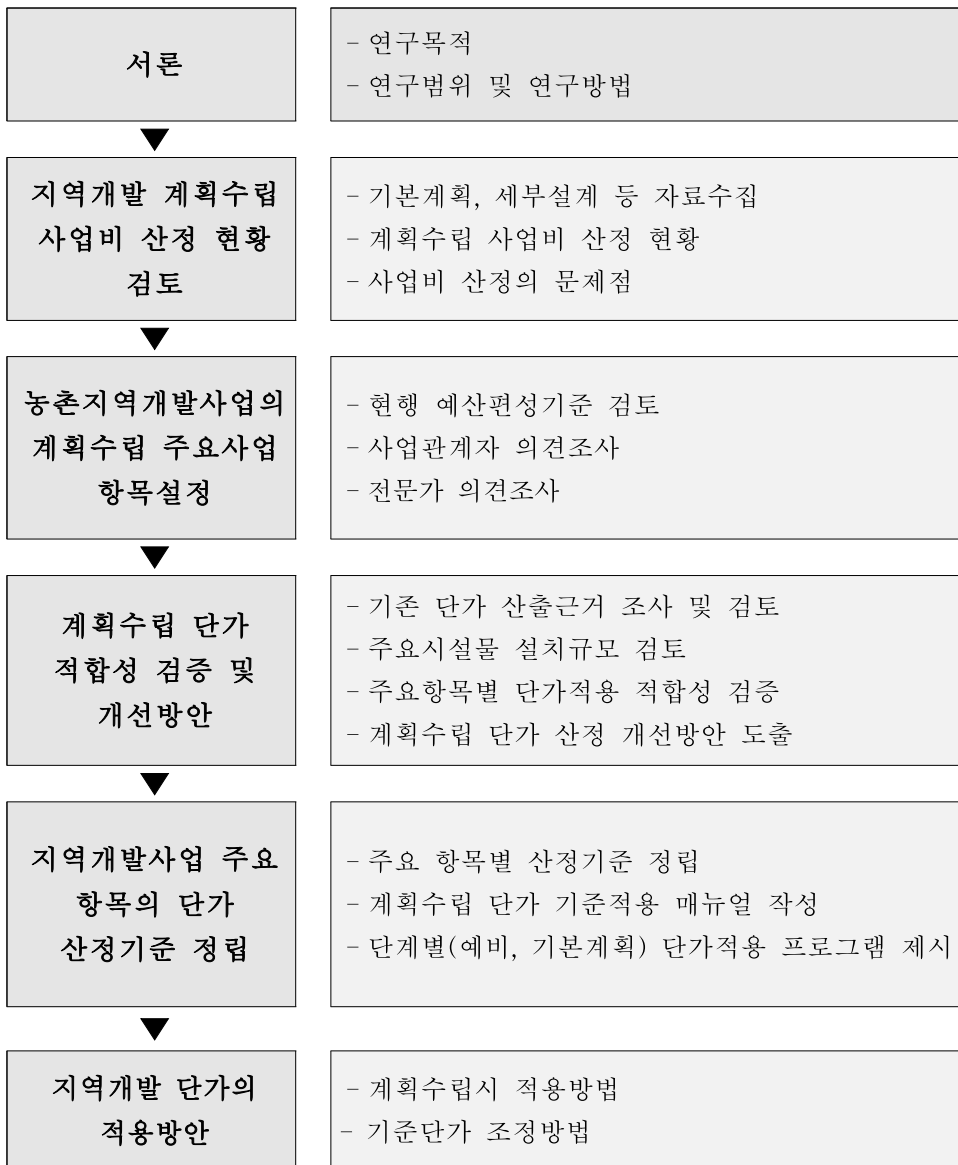 서론
- 연구목적
- 연구범위 및 연구방법
지역개발 계획수립
사업비 산정 현황
검토
- 기본계획, 세부설계 등 자료수집
- 계획수립 사업비 산정 현황
- 사업비 산정의 문제점
농촌지역개발사업의
계획수립 주요사업
항목설정
- 현행 예산편성기준 검토
- 사업관계자 의견조사
- 전문가 의견조사
계획수립 단가
적합성 검증 및
개선방안
- 기존 단가 산출근거 조사 및 검토
- 주요시설물 설치규모 검토
- 주요항목별 단가적용 적합성 검증
- 계획수립 단가 산정 개선방안 도출
지역개발사업 주요
항목의 단가
산정기준 정립
- 주요 항목별 산정기준 정립
- 계획수립 단가 기준적용 매뉴얼 작성
- 단계별(예비, 기본계획) 단가적용 프로그램 제시
지역개발 단가의
적용방안
- 계획수립시 적용방법
- 기준단가 조정방법